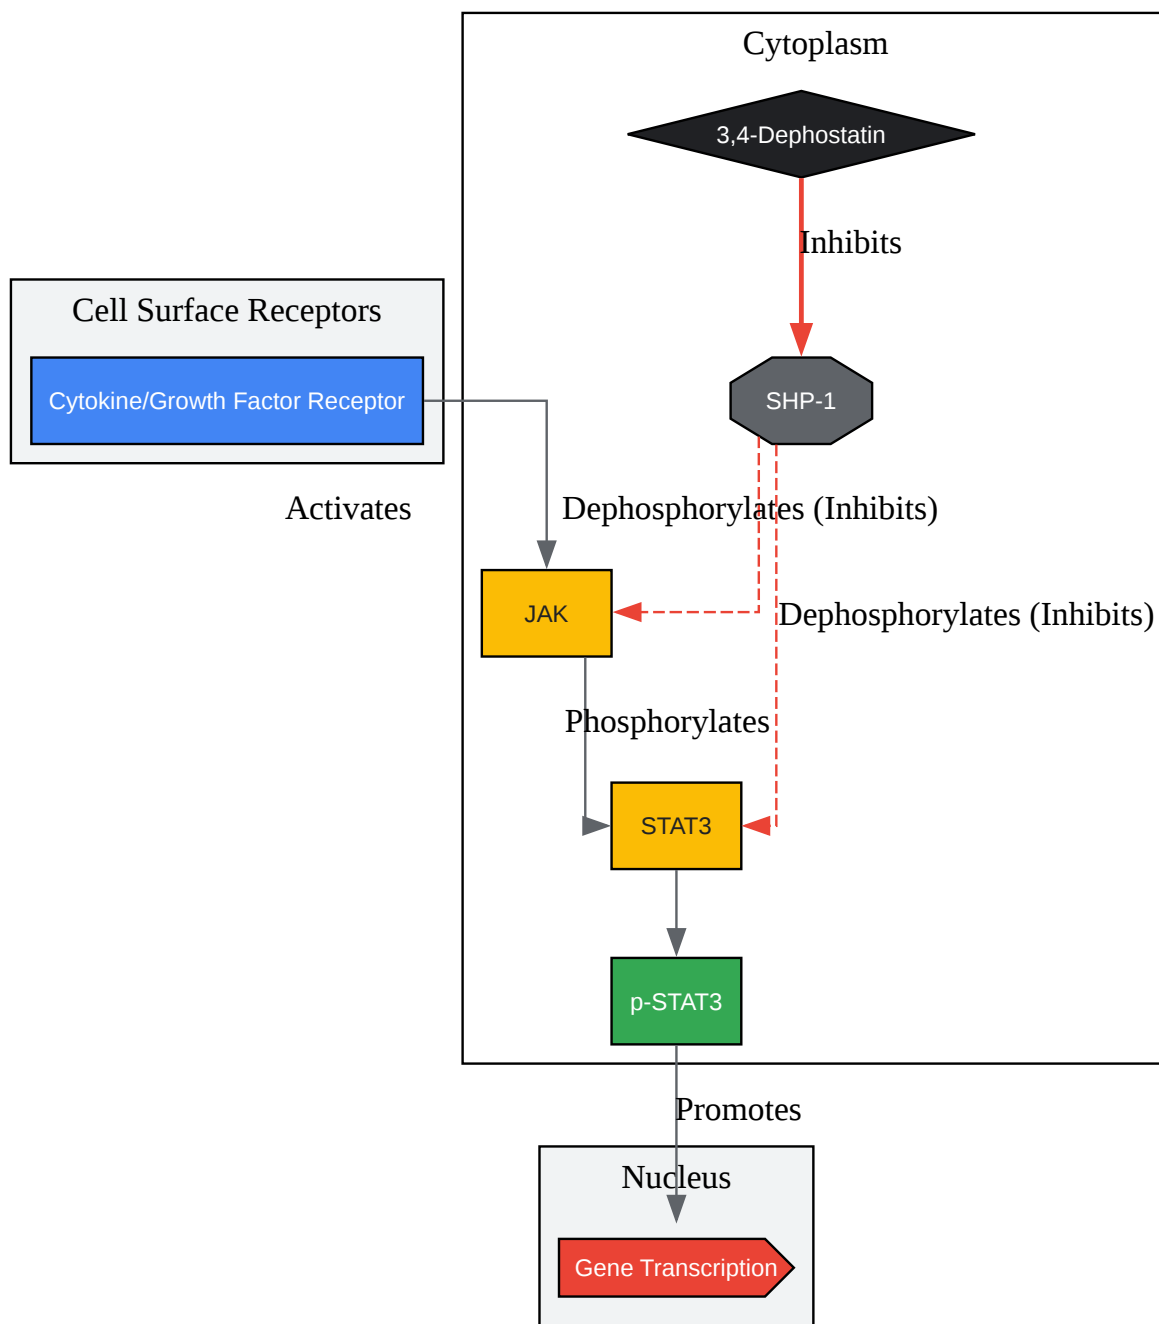 Cytoplasm
3,4-Dephostatin
Inhibits
Cell Surface Receptors
Cytokine/Growth Factor Receptor
SHP-1
Activates
Dephosphorylates (Inhibits)
JAK
Dephosphorylates (Inhibits)
Phosphorylates
STAT3
p-STAT3
Promotes
Nucleus
Gene Transcription